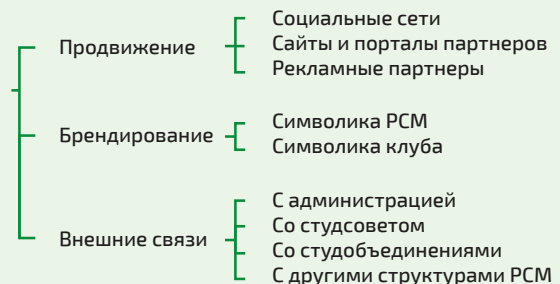 Продвижение
Социальные сети
Сайты и порталы партнеров
Рекламные партнеры
Брендирование
Символика РСМ
Символика клуба
Внешние связи
С администрацией
Со студсоветом
Со студобъединениями
С другими структурами РСМ